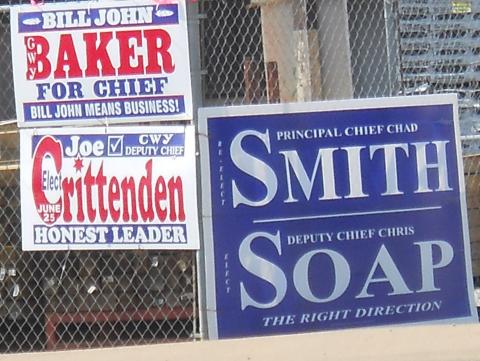 BILL JOHN
GWY BAKER
FOR CHIEF
BILL JOHN MEANS BUSINESS!
Joe CWY
DEPUTY CHIEF
Elect Crittenden
JUNE
25
HONEST LEADER
RE-ELECT
PRINCIPAL CHIEF CHAD
SMITH
ELECT
DEPUTY CHIEF CHRIS
SOAP
THE RIGHT DIRECTION